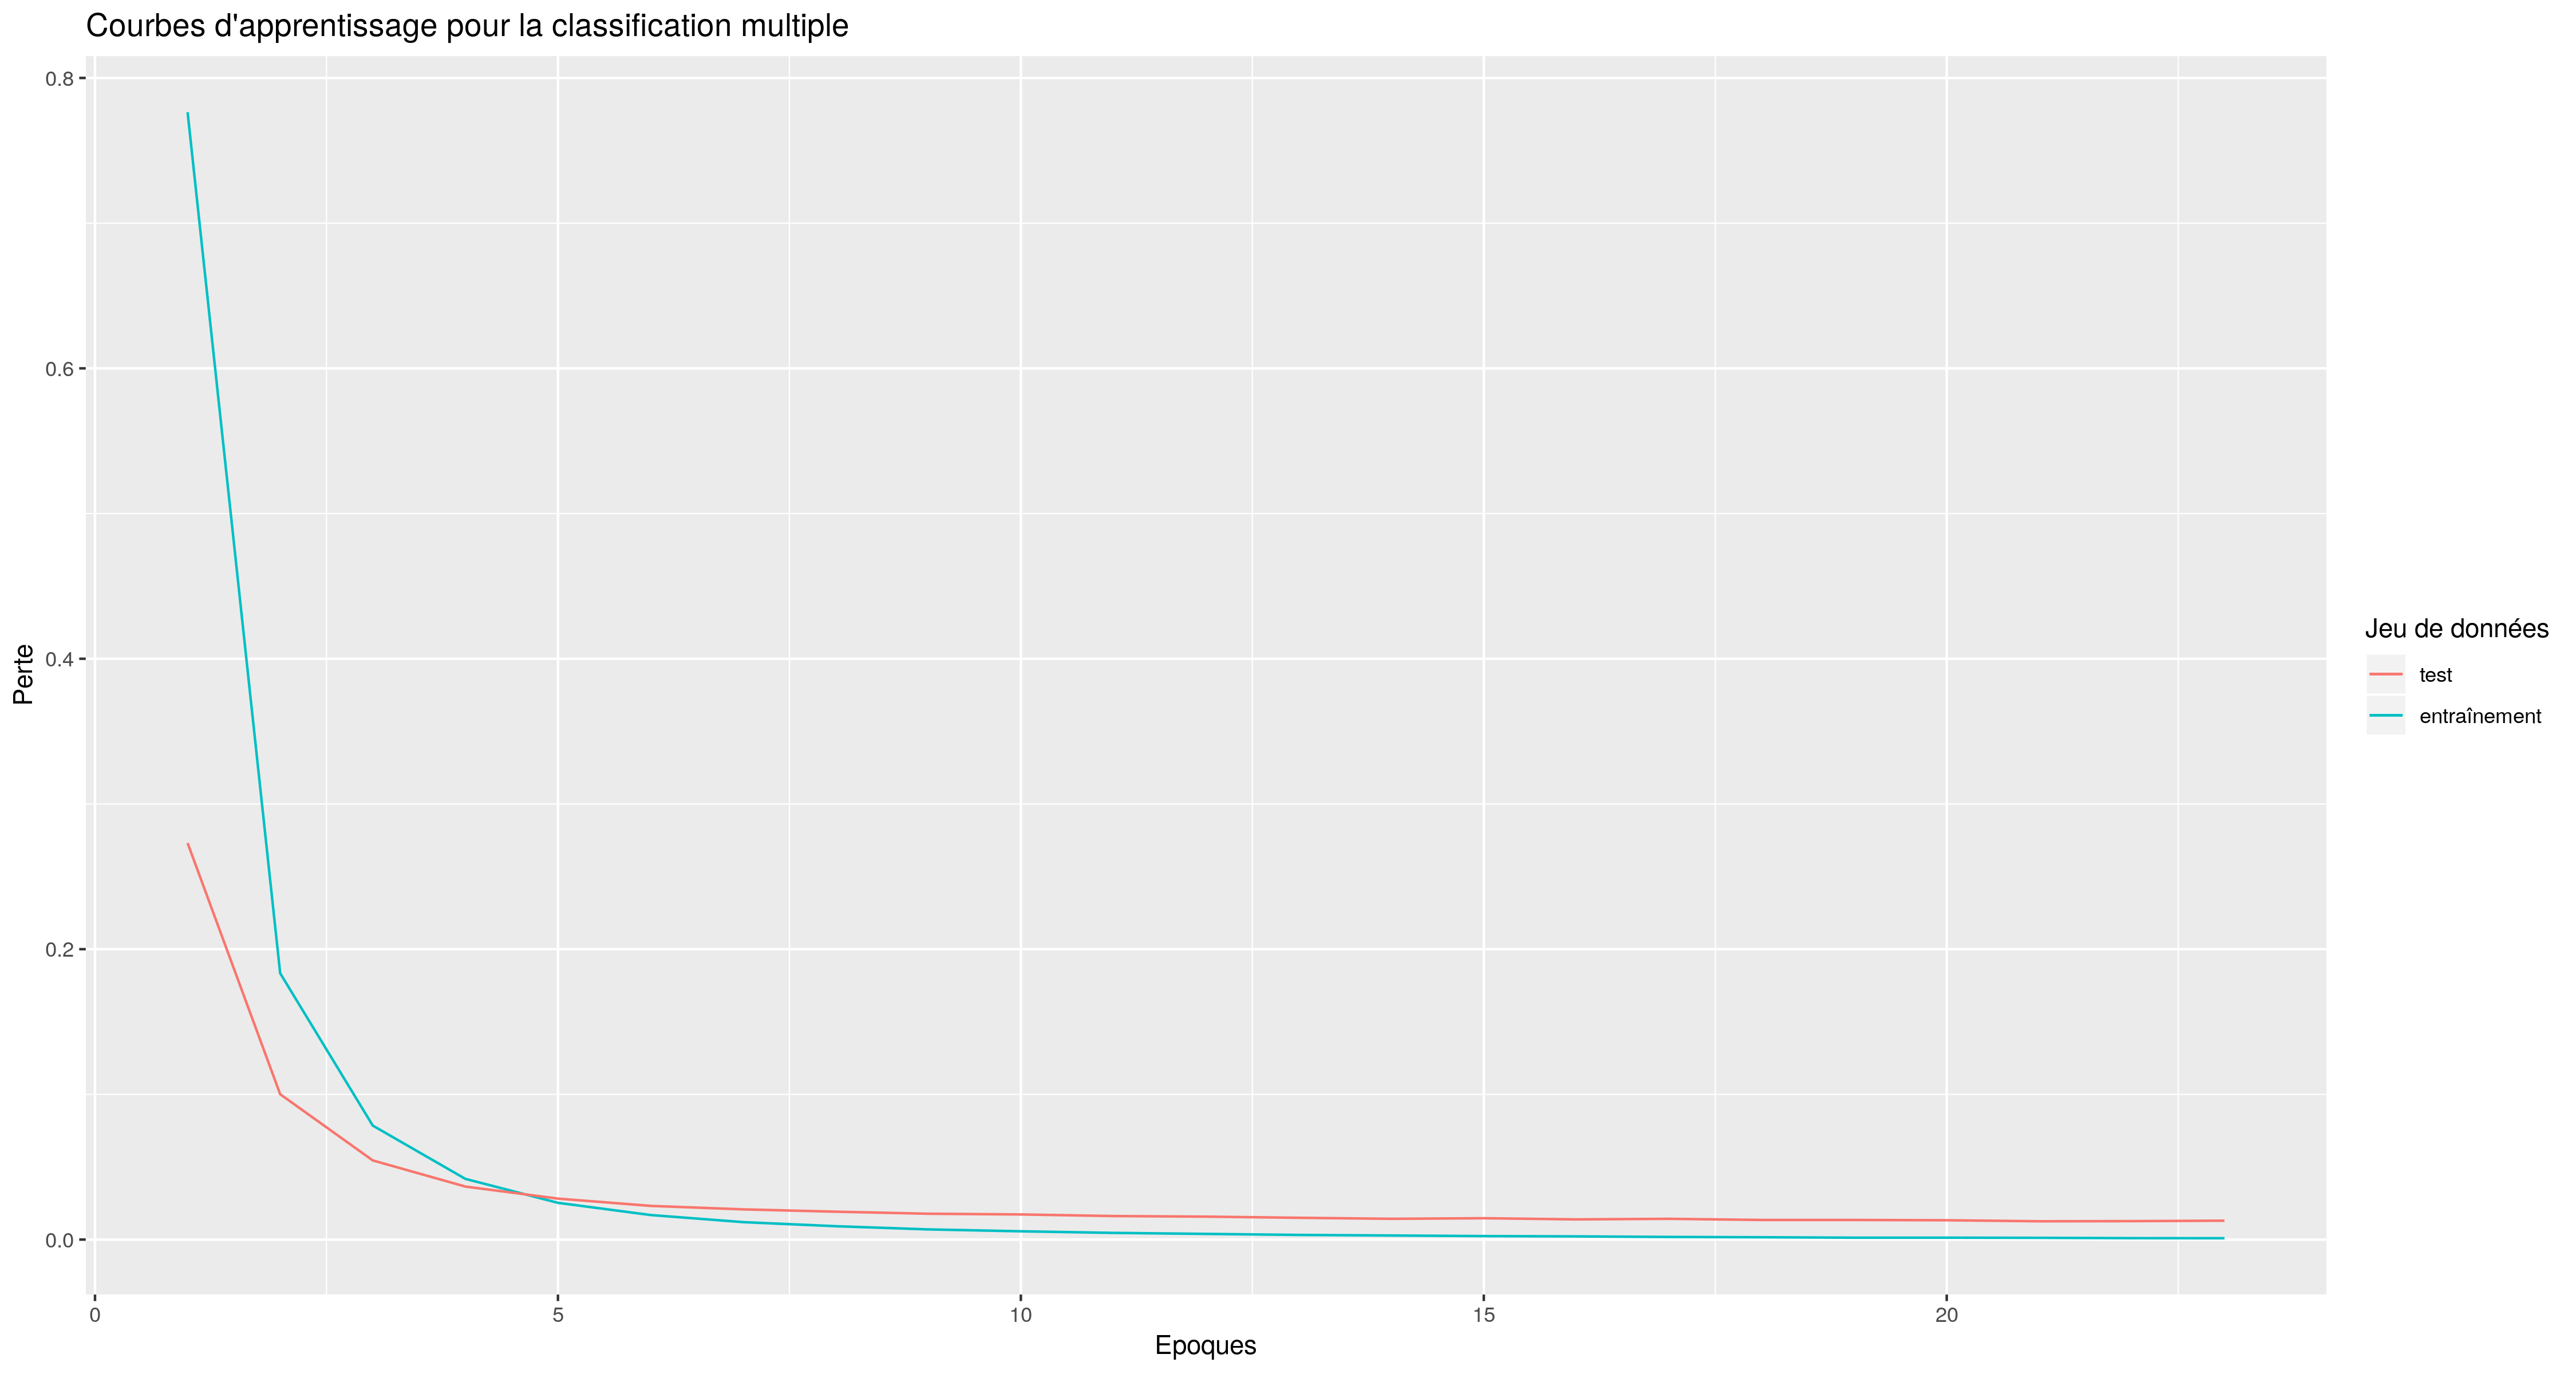 Courbes d'apprentissage pour la classification multiple
0.8
0.6
0.4
0.2
0.0
Perte
0 5 10 15 20
Epoques
Jeu de données
test
entraînement